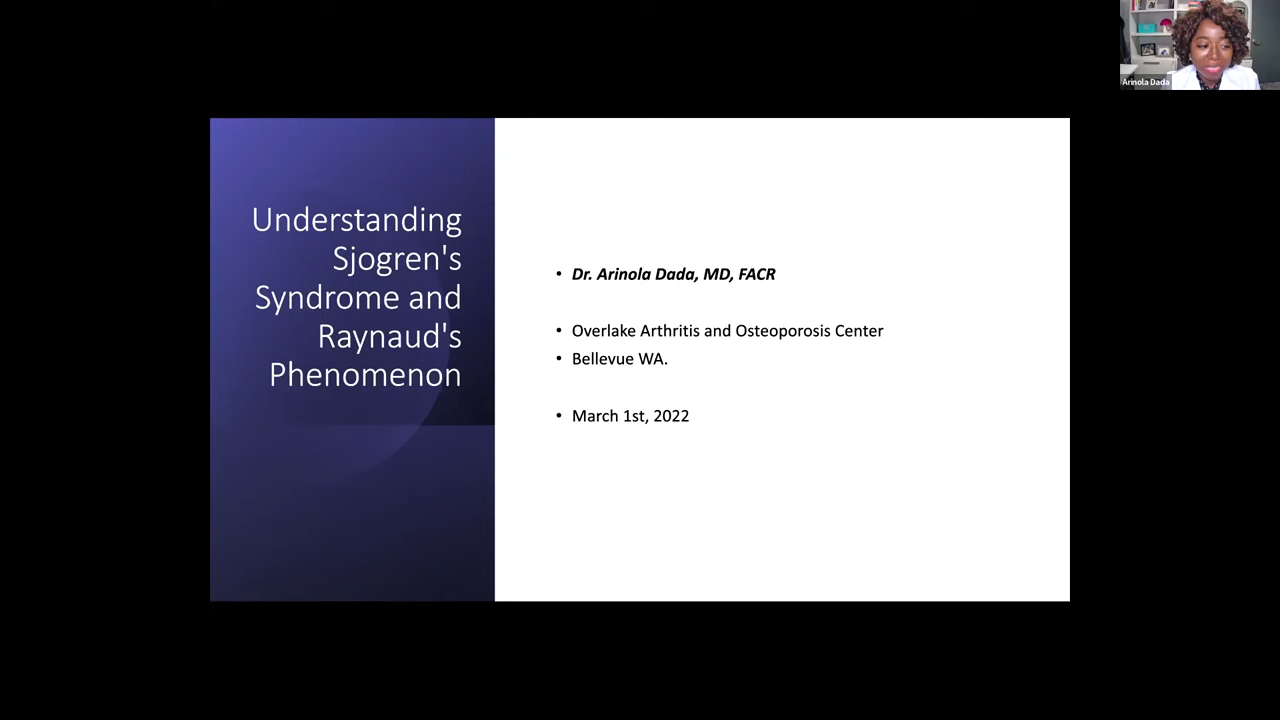 Arinola Dada
Understanding
Sjogren's
Syndrome and
Raynaud's
Phenomenon
• Dr. Arinola Dada, MD, FACR
• Overlake Arthritis and Osteoporosis Center
• Bellevue WA.
• March 1st, 2022